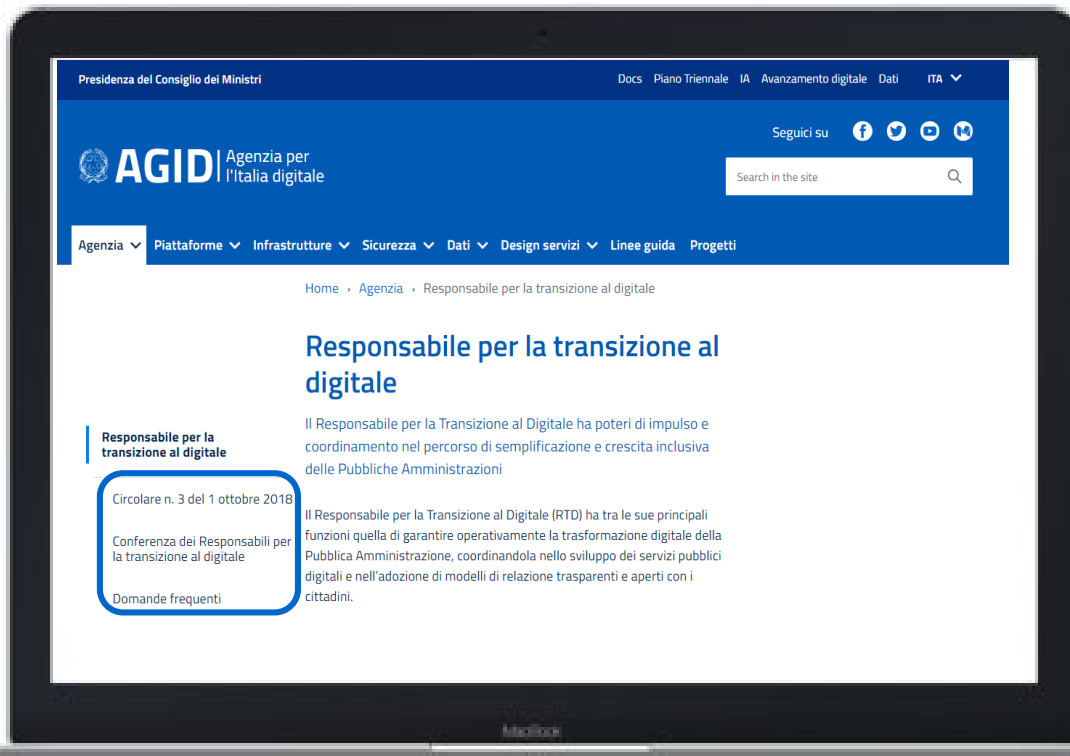 Presidenza del Consiglio dei Ministri
Docs Piano Triennale IA Avanzamento digitale Dati ITA
Seguici su
AGID Agenzia per
l'Italia digitale
Search in the site
Agenzia Piattaforme Infrastrutture Sicurezza Dati Design servizi Linee guida Progetti
Home › Agenzia › Responsabile per la transizione al digitale
Responsabile per la transizione al
digitale
Il Responsabile per la Transizione al Digitale ha poteri di impulso e
coordinamento nel percorso di semplificazione e crescita inclusiva
delle Pubbliche Amministrazioni
Il Responsabile per la Transizione al Digitale (RTD) ha tra le sue principali
funzioni quella di garantire operativamente la trasformazione digitale della
Pubblica Amministrazione, coordinandola nello sviluppo dei servizi pubblici
digitali e nell'adozione di modelli di relazione trasparenti e aperti con i
cittadini.
Responsabile per la
transizione al digitale
Circolare n. 3 del 1 ottobre 2018
Conferenza dei Responsabili per
la transizione al digitale
Domande frequenti
MacBook